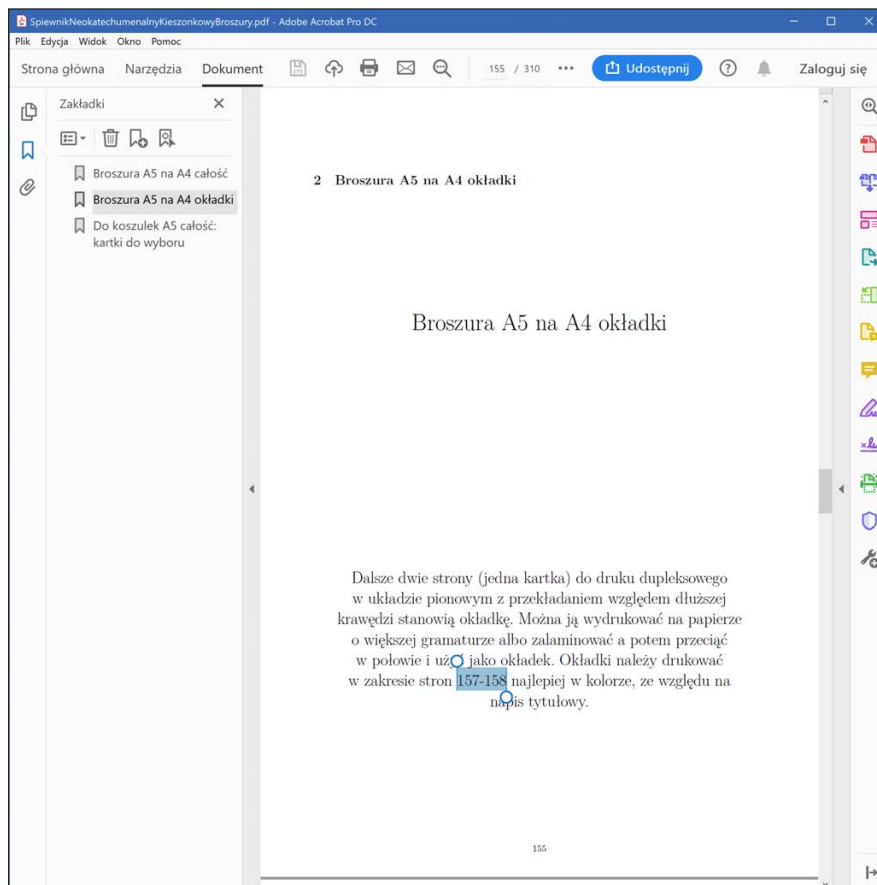 SpiewnikNeokatechumenalnyKieszonkowyBroszury.pdf - Adobe Acrobat Pro DC
Plik Edycja Widok Okno Pomoc
Strona główna Narzędzia Dokument 155 / 310 Udostępnij Zaloguj się
Zakładki
Broszura A5 na A4 całość
Broszura A5 na A4 okładki
Do koszulek A5 całość:
kartki do wyboru
2 Broszura A5 na A4 okładki
Broszura A5 na A4 okładki
Dalsze dwie strony (jedna kartka) do druku dupleksowego
w układzie pionowym z przekładaniem względem dłuższej
krawędzi stanowią okładkę. Można ją wydrukować na papierze
o większej gramaturze albo zalaminować a potem przeciąć
w połowie i użyć jako okładek. Okładki należy drukować
w zakresie stron 157-158 najlepiej w kolorze, ze względu na
napis tytułowy.
155